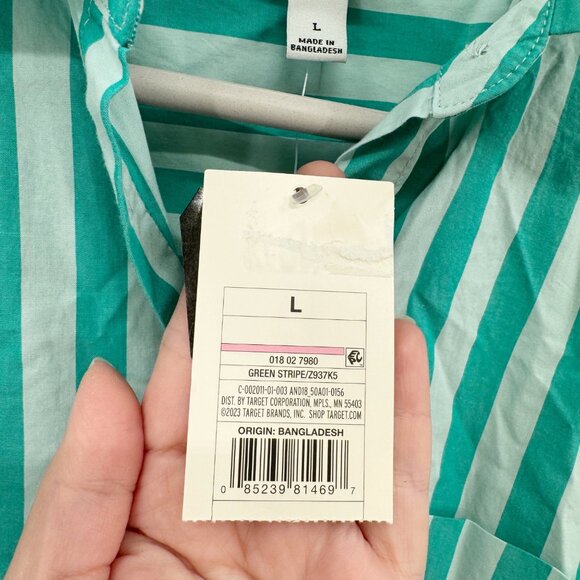 L
MADE IN
BANGLADESH
L
018 02 7980
GREEN STRIPE/Z937K5
C-002011-01-003 AND18_50A01-0156
DIST. BY TARGET CORPORATION, MPLS., MN 55403
©2023 TARGET BRANDS, INC. SHOP TARGET.COM
ORIGIN: BANGLADESH
0 85239 81469 7